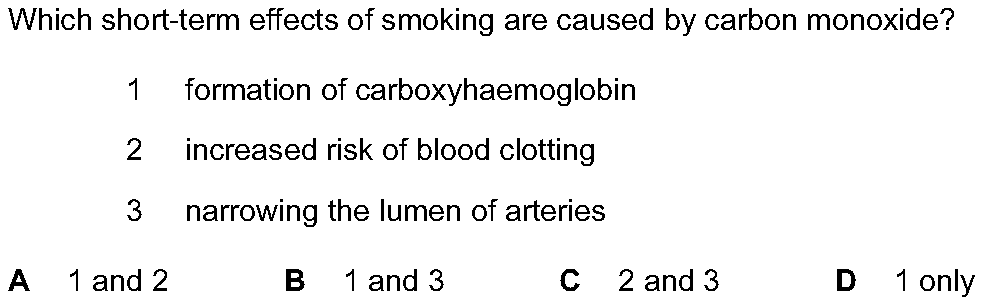 Which short-term effects of smoking are caused by carbon monoxide?
1 formation of carboxyhaemoglobin
2 increased risk of blood clotting
3 narrowing the lumen of arteries
A 1 and 2 B 1 and 3 C 2 and 3 D 1 only